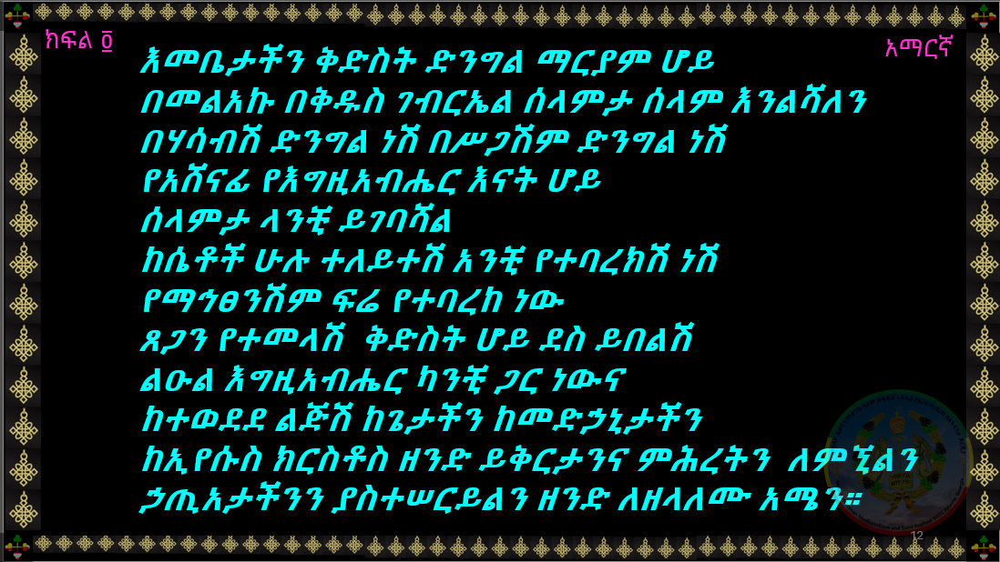 ክፍል ፬
አማርኛ
እመቤታችን ቅድስት ድንግል ማርያም ሆይ
በመልአኩ በቅዱስ ገብርኤል ሰላምታ ሰላም እንልሻለን
በሃሳብሽ ድንግል ነሽ በሥጋሽም ድንግል ነሽ
የአሸናፊ የእግዚአብሔር እናት ሆይ
ሰላምታ ላንቺ ይገባሻል
ከሴቶች ሁሉ ተለይተሽ አንቺ የተባረክሽ ነሽ
የማኅፀንሽም ፍሬ የተባረከ ነው
ጸጋን የተመላሽ ቅድስት ሆይ ደስ ይበልሽ
ልዑል እግዚአብሔር ካንቺ ጋር ነውና
ከተወደደ ልጅሽ ከጌታችን ከመድኃኒታችን
ከኢየሱስ ክርስቶስ ዘንድ ይቅርታንና ምሕረትን ለምኚልን
ኃጢአታችንን ያስተሠርይልን ዘንድ ለዘላለሙ አሜን።
12